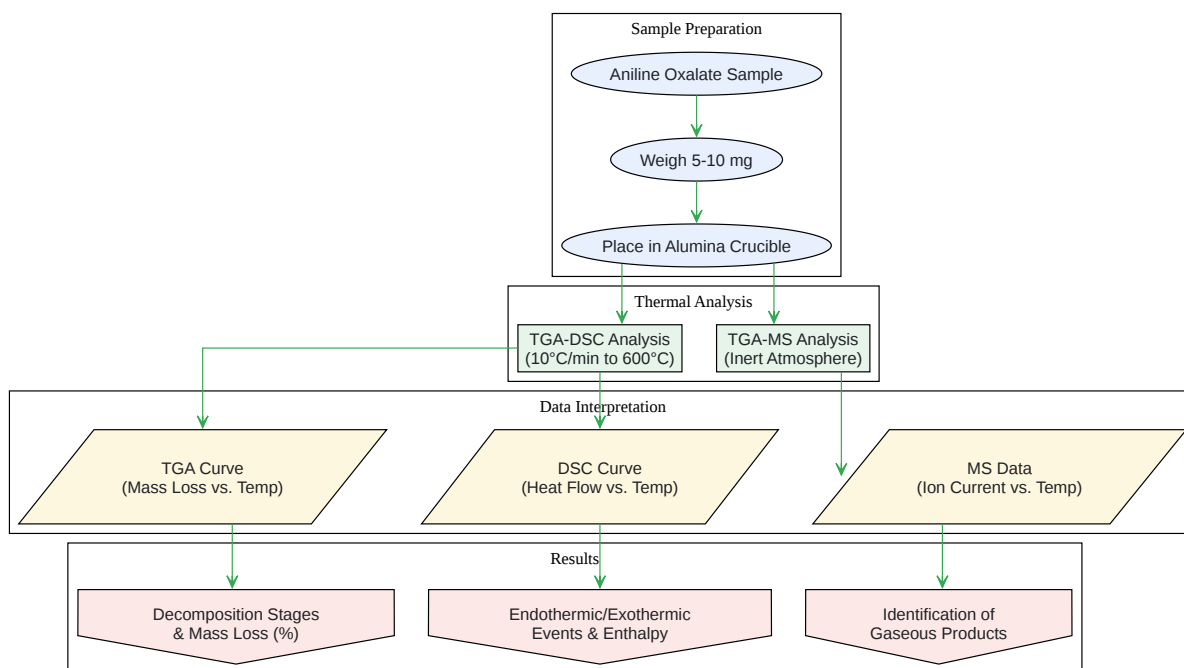 Sample Preparation
Aniline Oxalate Sample
Weigh 5-10 mg
Place in Alumina Crucible
Thermal Analysis
TGA-DSC Analysis
(10°C/min to 600°C)
TGA-MS Analysis
(Inert Atmosphere)
Data Interpretation
TGA Curve
(Mass Loss vs. Temp)
DSC Curve
(Heat Flow vs. Temp)
MS Data
(Ion Current vs. Temp)
Results
Decomposition Stages
& Mass Loss (%)
Endothermic/Exothermic
Events & Enthalpy
Identification of
Gaseous Products